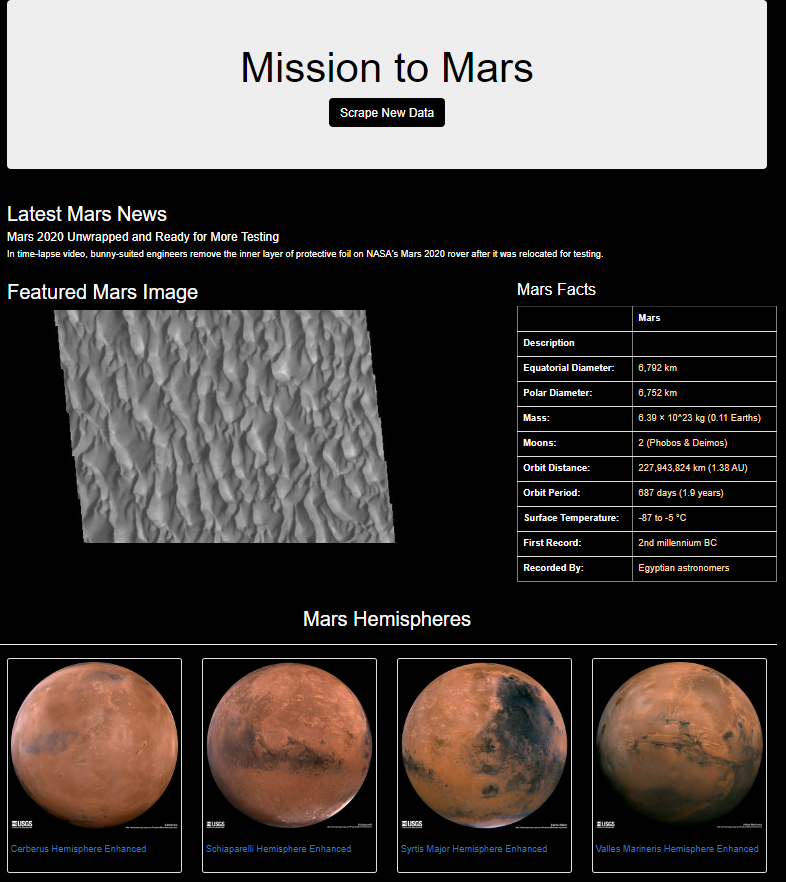 Mission to Mars
Scrape New Data
Latest Mars News
Mars 2020 Unwrapped and Ready for More Testing
In time-lapse video, bunny-suited engineers remove the inner layer of protective foil on NASA's Mars 2020 rover after it was relocated for testing.
Featured Mars Image
Mars Facts
Mars
Description
Equatorial Diameter: 6,792 km
Polar Diameter: 6,752 km
Mass: 6.39 × 10^23 kg (0.11 Earths)
Moons: 2 (Phobos & Deimos)
Orbit Distance: 227,943,824 km (1.38 AU)
Orbit Period: 687 days (1.9 years)
Surface Temperature: -87 to -5 °C
First Record: 2nd millennium BC
Recorded By: Egyptian astronomers
Mars Hemispheres
USGS
USGS
USGS
USGS
Cerberus Hemisphere Enhanced
Schiaparelli Hemisphere Enhanced
Syrtis Major Hemisphere Enhanced
Valles Marineris Hemisphere Enhanced